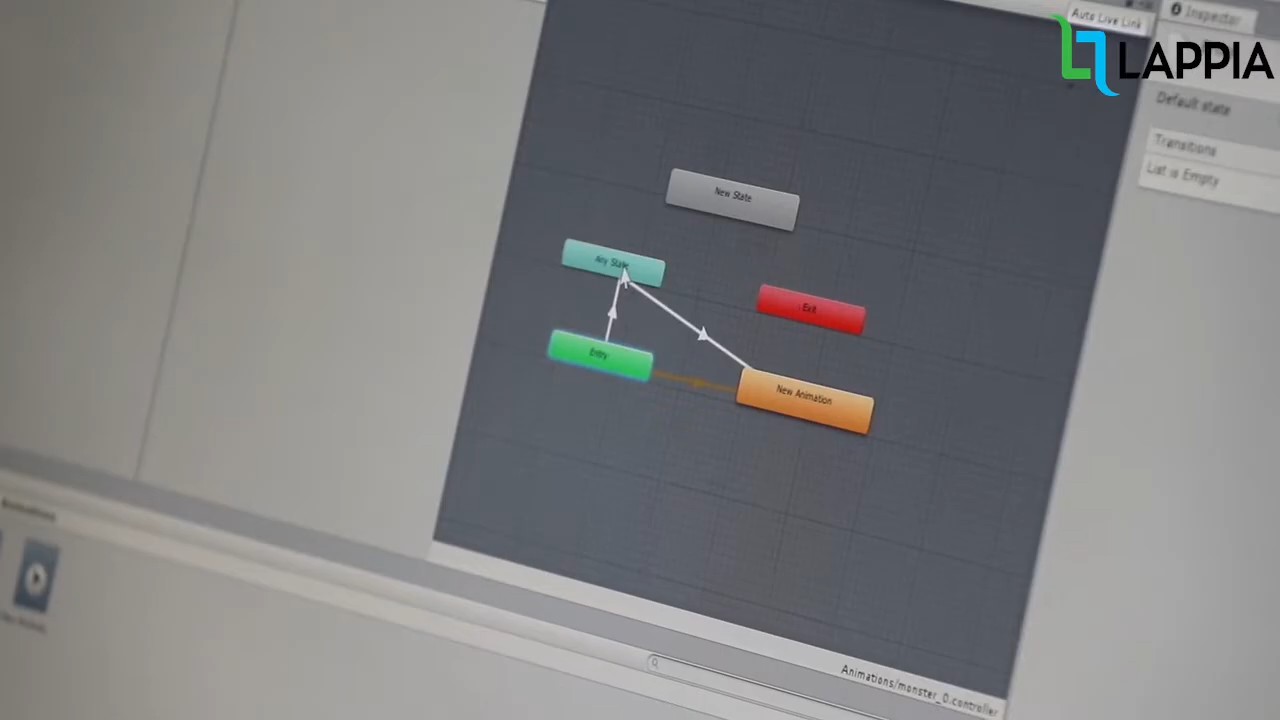 Auto Live Link
Inspector
LAPPIA
Default state
Transitions
List is Empty
New State
Any State
Exit
Entry
New Animation
Animations
Animations/monster_0.controller